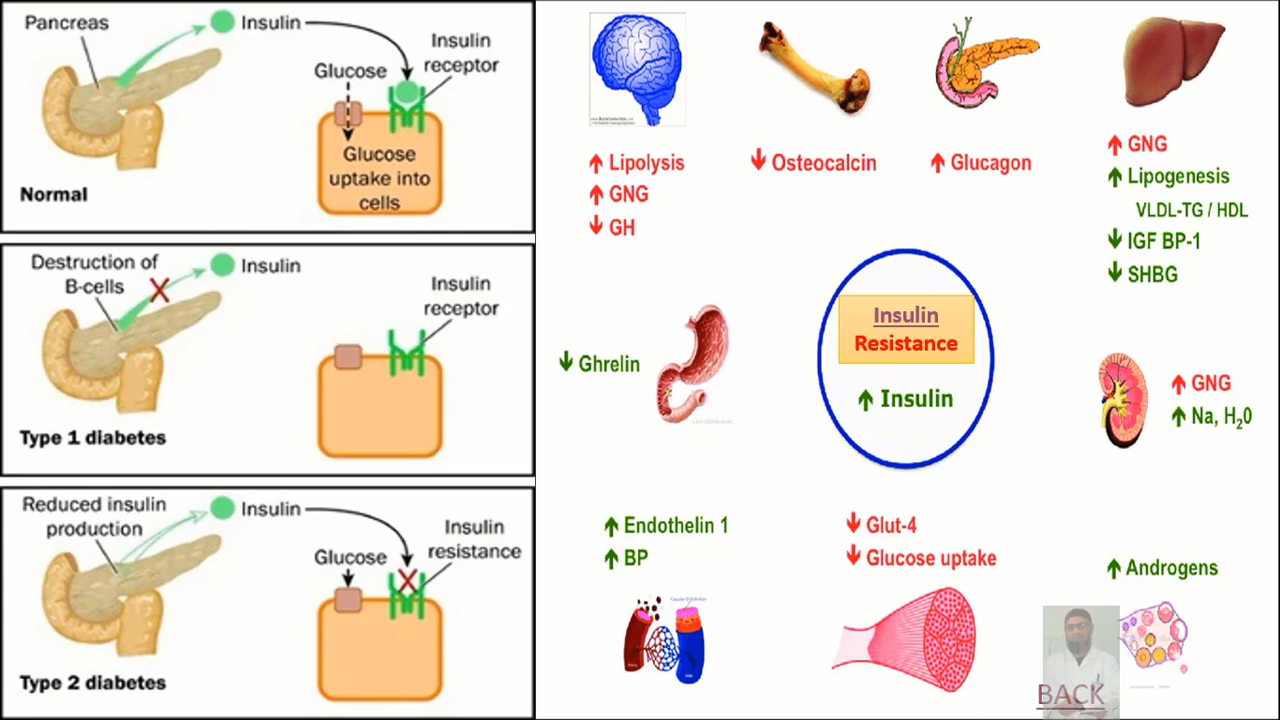 Pancreas
Insulin
Insulin
receptor
Glucose
Glucose
uptake into
cells
Normal
Destruction of
B-cells
Insulin
Insulin
receptor
Type 1 diabetes
Reduced insulin
production
Insulin
Insulin
resistance
Glucose
Type 2 diabetes
↑ Lipolysis
↑ GNG
↓ GH
↓ Osteocalcin
↑ Glucagon
↑ GNG
↑ Lipogenesis
VLDL-TG / HDL
↓ IGF BP-1
↓ SHBG
↓ Ghrelin
Insulin
Resistance
↑ Insulin
↑ GNG
↑ Na, H₂0
↑ Endothelin 1
↑ BP
↓ Glut-4
↓ Glucose uptake
↑ Androgens
BACK